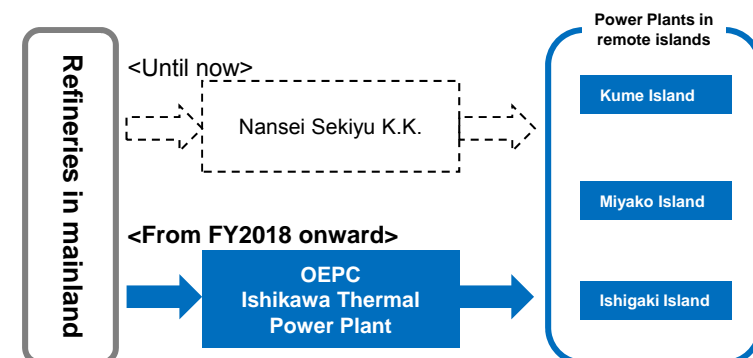 Refineries in mainland
<Until now>
Nansei Sekiyu K.K.
<From FY2018 onward>
OEPC
Ishikawa Thermal
Power Plant
Power Plants in
remote islands
Kume Island
Miyako Island
Ishigaki Island